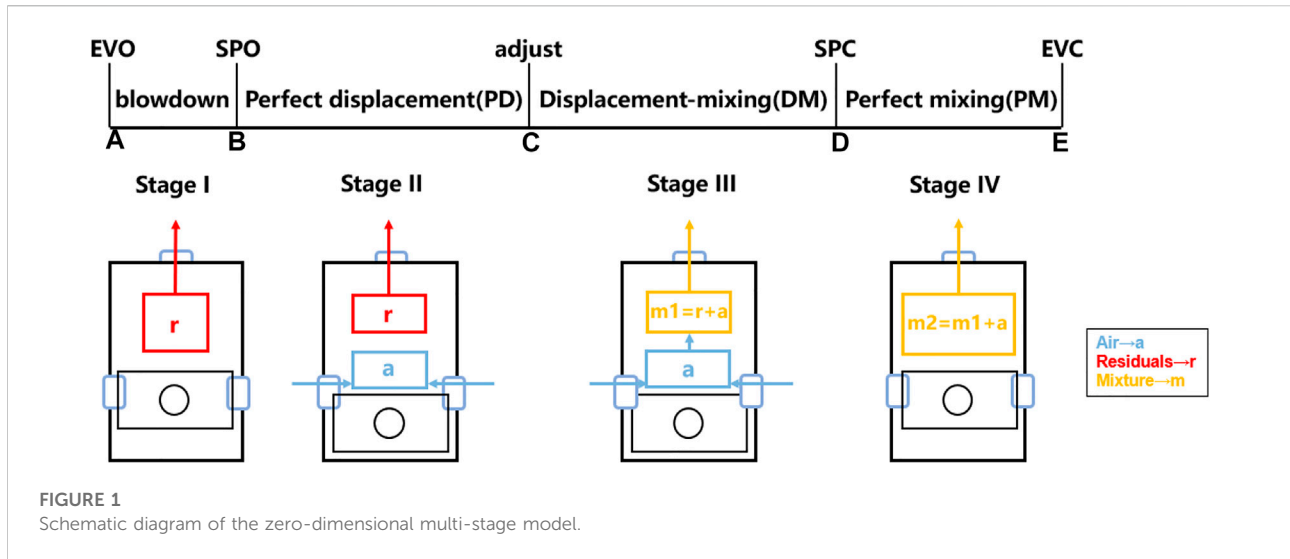 EVO SPO adjust SPC EVC
blowdown Perfect displacement(PD) Displacement-mixing(DM) Perfect mixing(PM)
A B C D E
Stage I Stage II Stage III Stage IV
r r m1=r+a m2=m1+a
a a
Air→a
Residuals→r
Mixture→m
FIGURE 1
Schematic diagram of the zero-dimensional multi-stage model.